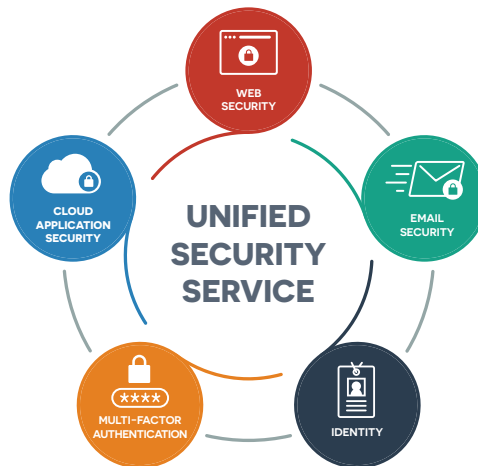 WEB
SECURITY
EMAIL
SECURITY
IDENTITY
****
MULTI-FACTOR
AUTHENTICATION
CLOUD
APPLICATION
SECURITY
UNIFIED
SECURITY
SERVICE